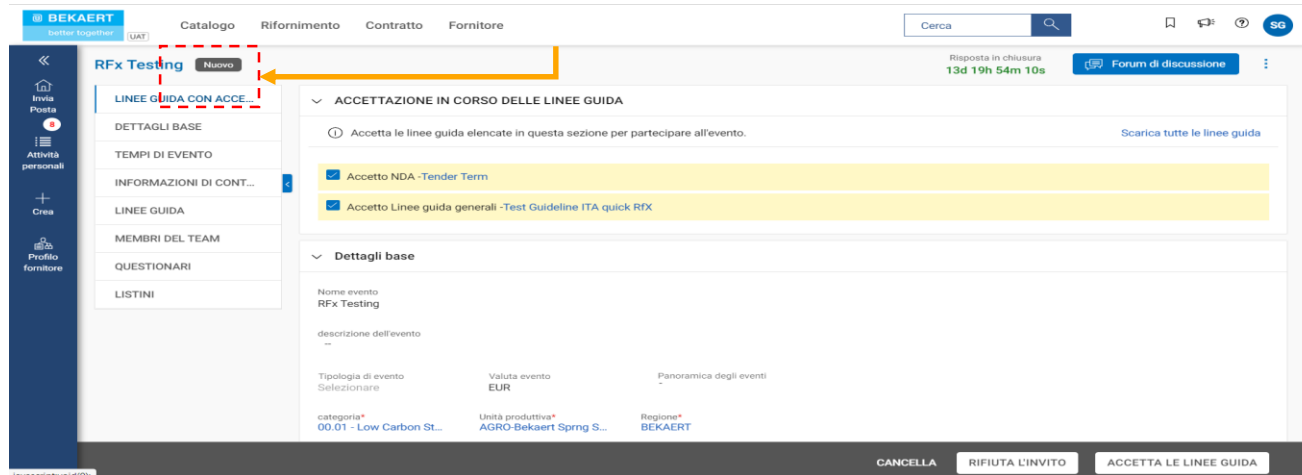 BEKAERT
better together
UAT
Catalogo Rifornimento Contratto Fornitore
Cerca
SG
Invia Posta
8
Attività personali
Crea
Profilo fornitore
RFx Testing Nuovo
Risposta in chiusura
13d 19h 54m 10s
Forum di discussione
LINEE GUIDA CON ACCE...
DETTAGLI BASE
TEMPI DI EVENTO
INFORMAZIONI DI CONT...
LINEE GUIDA
MEMBRI DEL TEAM
QUESTIONARI
LISTINI
ACCETTAZIONE IN CORSO DELLE LINEE GUIDA
Accetta le linee guida elencate in questa sezione per partecipare all'evento. Scarica tutte le linee guida
Accetto NDA -Tender Term
Accetto Linee guida generali -Test Guideline ITA quick RfX
Dettagli base
Nome evento
RFx Testing
descrizione dell'evento
--
Tipologia di evento Valuta evento Panoramica degli eventi
Selezionare EUR -
categoria* Unità produttiva* Regione*
00.01 - Low Carbon St... AGRO-Bekaert Sprng S... BEKAERT
CANCELLA RIFIUTA L'INVITO ACCETTA LE LINEE GUIDA